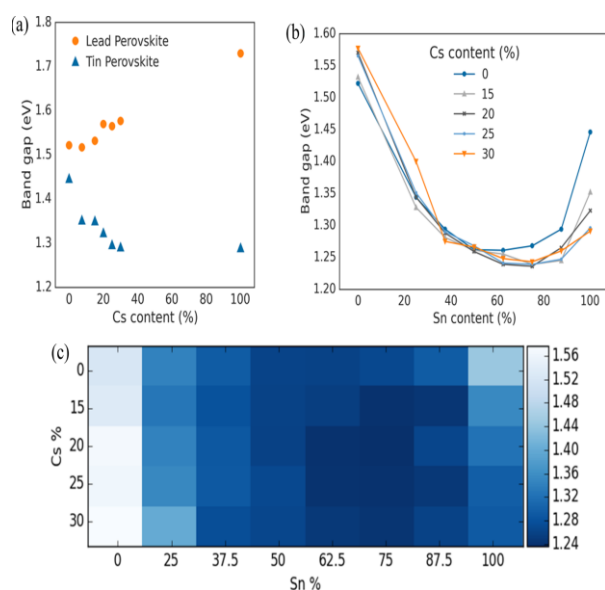 (a)
Lead Perovskite
Tin Perovskite
1.8
1.7
1.6
1.5
1.4
1.3
1.2
Band gap (eV)
0 20 40 60 80 100
Cs content (%)
(b)
Cs content (%)
0
15
20
25
30
1.60
1.55
1.50
1.45
1.40
1.35
1.30
1.25
1.20
Band gap (eV)
0 20 40 60 80 100
Sn content (%)
(c)
0
15
20
25
30
Cs %
0 25 37.5 50 62.5 75 87.5 100
Sn %
1.56
1.52
1.48
1.44
1.40
1.36
1.32
1.28
1.24